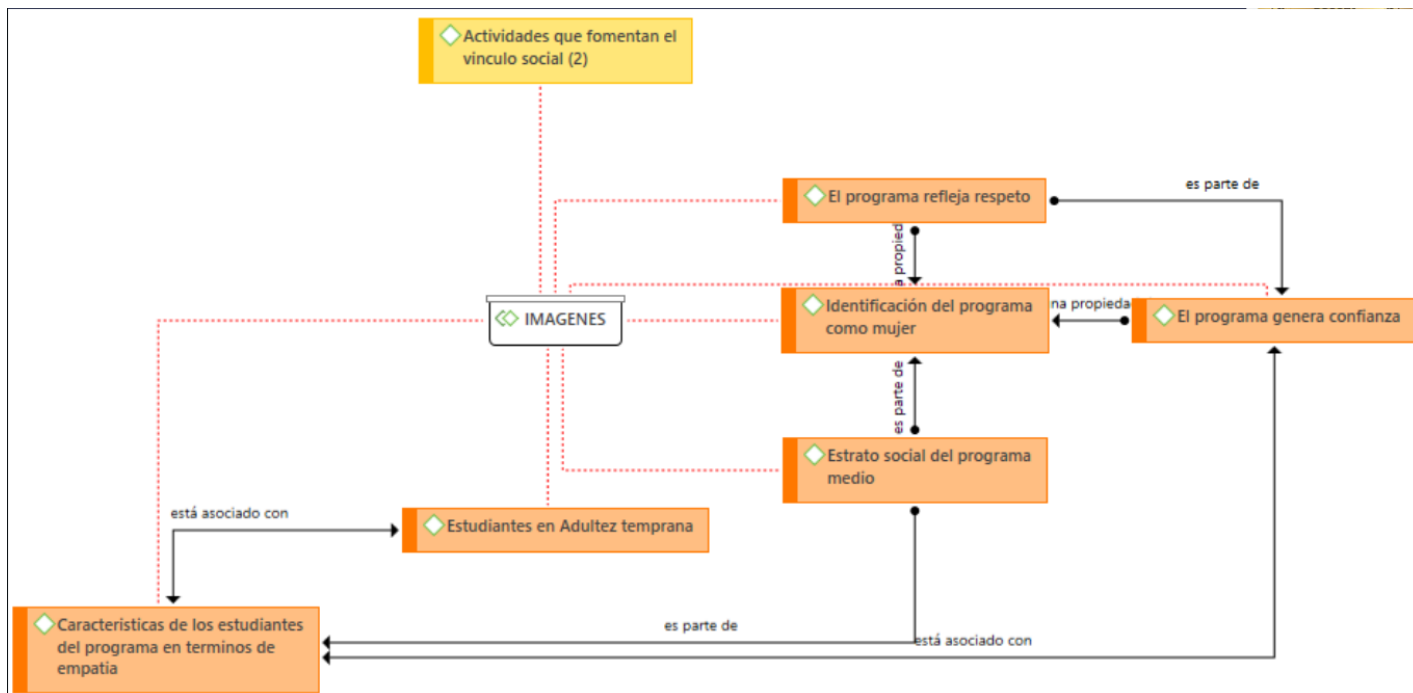 Actividades que fomentan el
vinculo social (2)
El programa refleja respeto
es parte de
a propied
IMAGENES
Identificación del programa
como mujer
na propieda
El programa genera confianza
es parte de
Estrato social del programa
medio
está asociado con
Estudiantes en Adultez temprana
Caracteristicas de los estudiantes
del programa en terminos de
empatia
es parte de
está asociado con